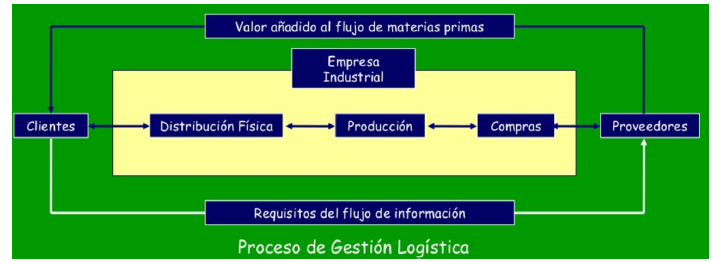 Valor añadido al flujo de materias primas
Empresa
Industrial
Clientes
Distribución Física
Producción
Compras
Proveedores
Requisitos del flujo de información
Proceso de Gestión Logística